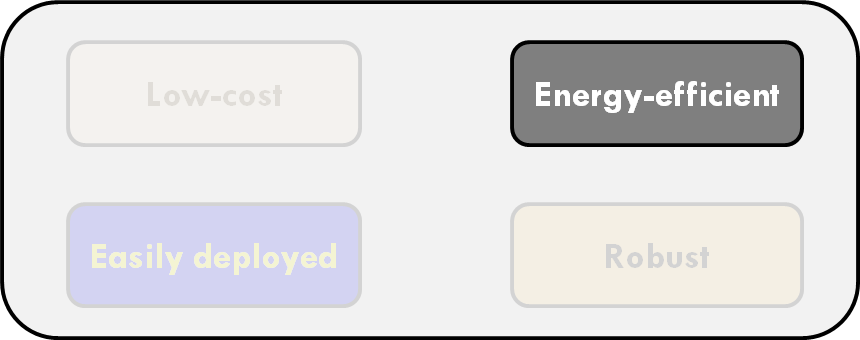 Low-cost
Energy-efficient
Easily deployed
Robust